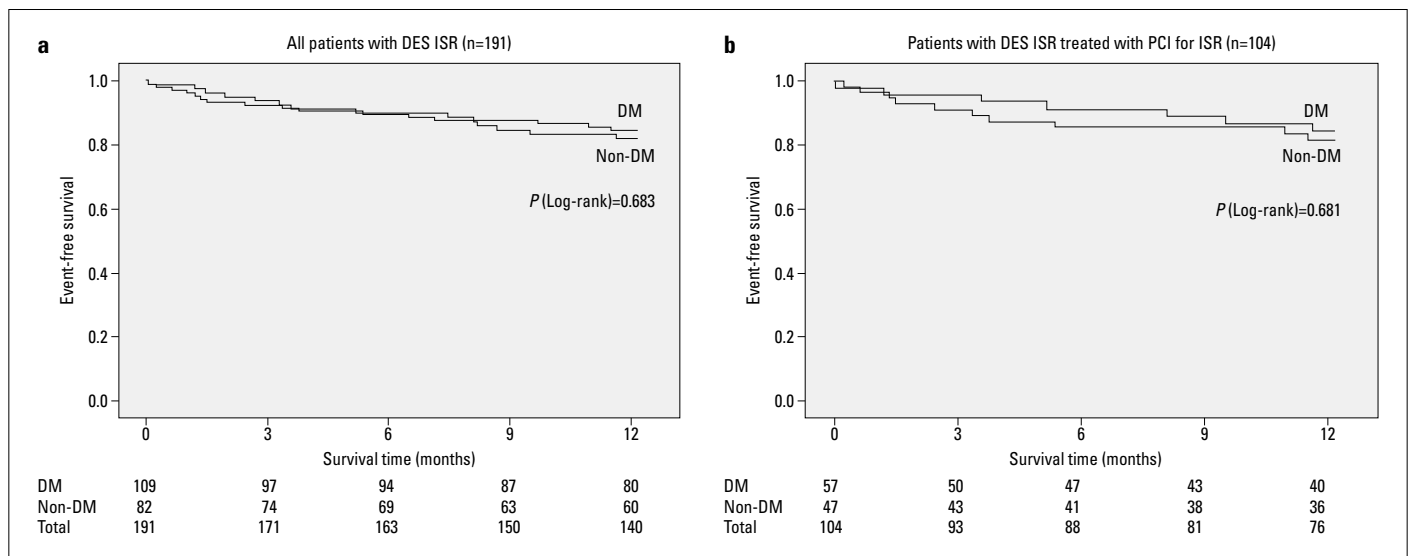 a
All patients with DES ISR (n=191)
1.0
0.8
0.6
0.4
0.2
0.0
Event-free survival
DM
Non-DM
P (Log-rank)=0.683
0 3 6 9 12
Survival time (months)
DM 109 97 94 87 80
Non-DM 82 74 69 63 60
Total 191 171 163 150 140
b
Patients with DES ISR treated with PCI for ISR (n=104)
1.0
0.8
0.6
0.4
0.2
0.0
Event-free survival
DM
Non-DM
P (Log-rank)=0.681
0 3 6 9 12
Survival time (months)
DM 57 50 47 43 40
Non-DM 47 43 41 38 36
Total 104 93 88 81 76